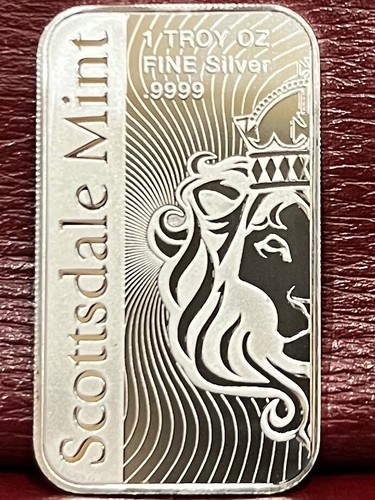 Scottsdale Mint
1 TROY OZ
FINE Silver
.9999